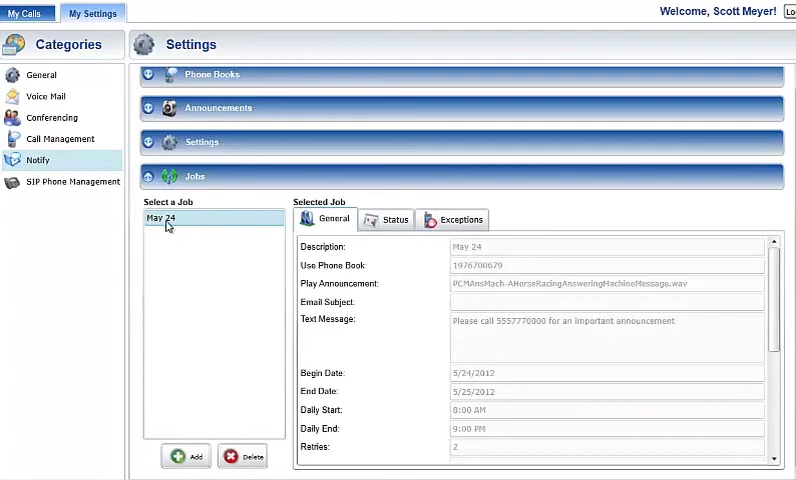 My Calls
My Settings
Welcome, Scott Meyer!
Lo
Categories
Settings
General
Voice Mail
Conferencing
Call Management
Notify
SIP Phone Management
Phone Books
Announcements
Settings
Jobs
Select a Job
May 24
Add
Delete
Selected Job
General
Status
Exceptions
Description: May 24
Use Phone Book: 1976700679
Play Announcement: PCMAnsMach-AHorseRacingAnsweringMachineMessage.wav
Email Subject:
Text Message: Please call 5557770000 for an important announcement
Begin Date: 5/24/2012
End Date: 5/25/2012
Daily Start: 8:00 AM
Daily End: 9:00 PM
Retries: 2